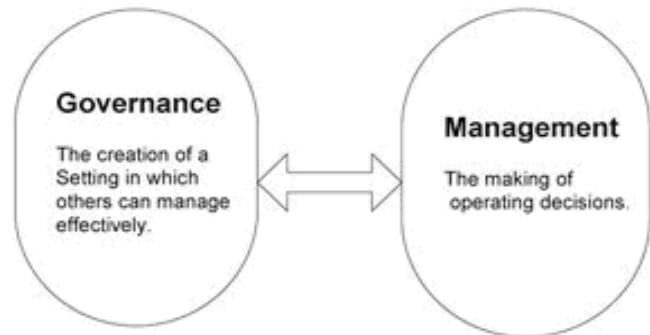 Governance
The creation of a
Setting in which
others can manage
effectively.
Management
The making of
operating decisions.